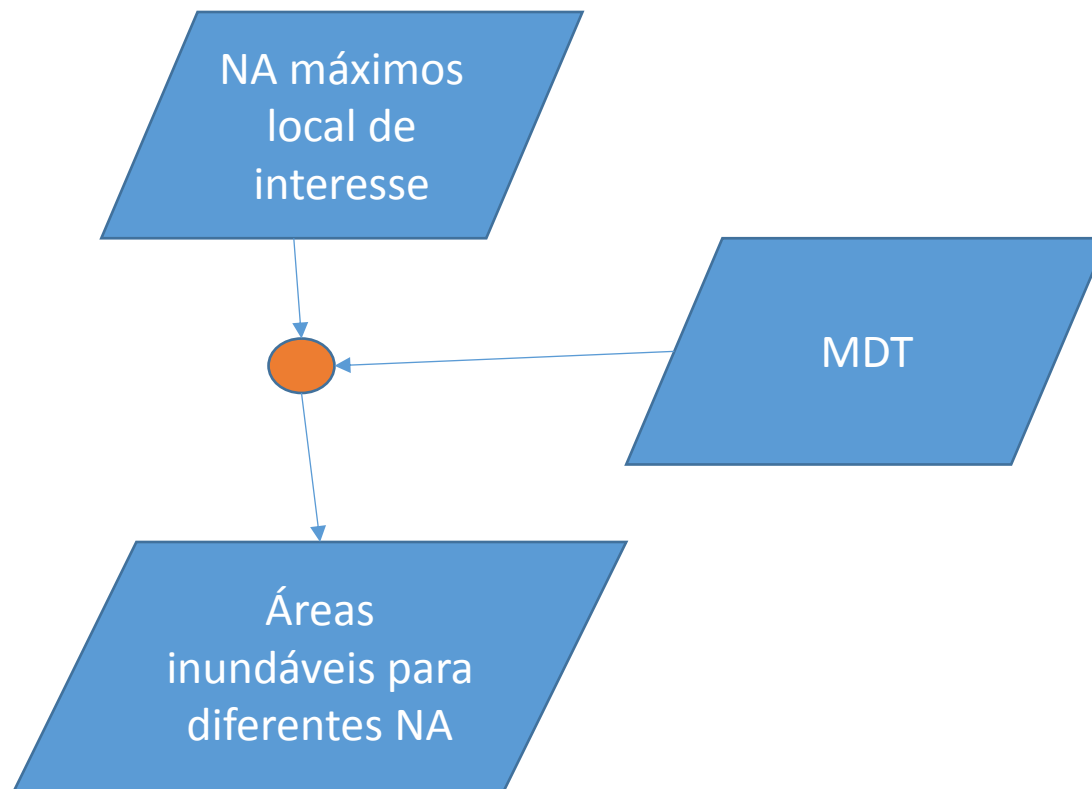 NA máximos
local de
interesse
MDT
Áreas
inundáveis para
diferentes NA